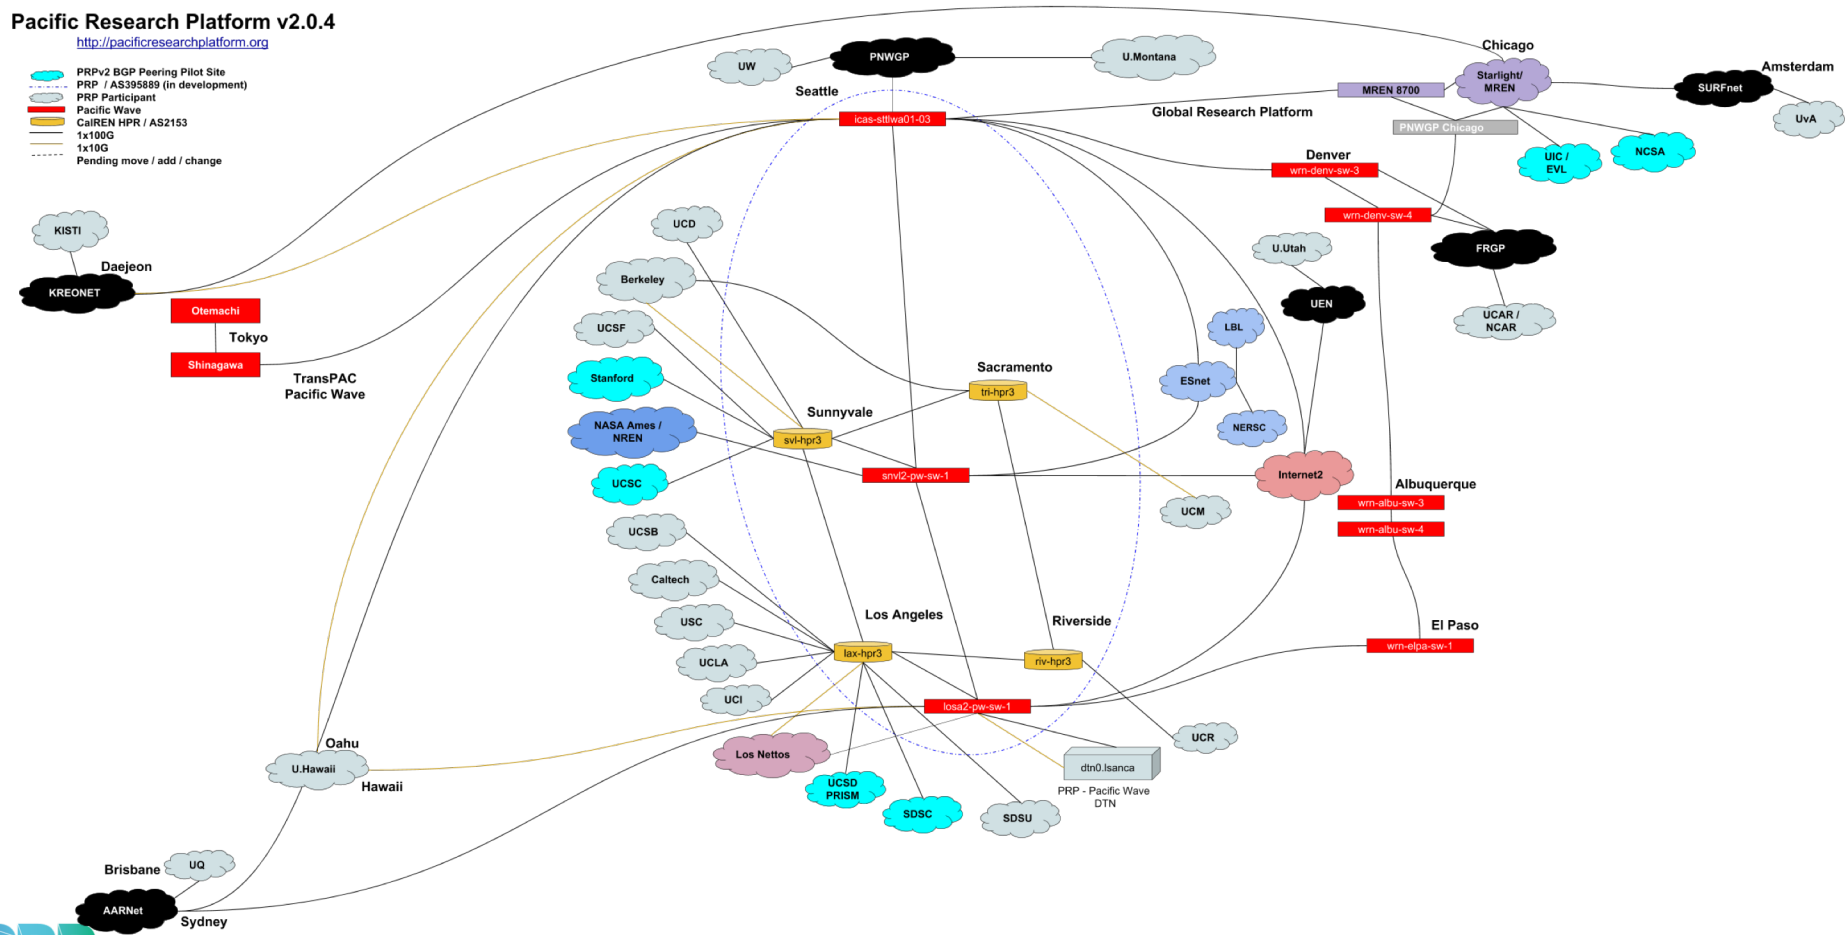 Pacific Research Platform v2.0.4
http://pacificresearchplatform.org
PRPv2 BGP Peering Pilot Site
PRP / AS395889 (in development)
PRP Participant
Pacific Wave
CalREN HPR / AS2153
1x100G
1x10G
Pending move / add / change
UW
PNWGP
U.Montana
Seattle
icas-sttlwa01-03
Chicago
Starlight/
MREN
MREN 8700
Global Research Platform
PNWGP Chicago
Amsterdam
SURFnet
UvA
UIC /
EVL
NCSA
Denver
wrn-denv-sw-3
wrn-denv-sw-4
FRGP
UCAR /
NCAR
U.Utah
UEN
KISTI
Daejeon
KREONET
Otemachi
Tokyo
Shinagawa
TransPAC
Pacific Wave
UCD
Berkeley
UCSF
Stanford
NASA Ames /
NREN
UCSC
Sunnyvale
svl-hpr3
Sacramento
tri-hpr3
snvl2-pw-sw-1
LBL
ESnet
NERSC
Internet2
UCM
Albuquerque
wrn-albu-sw-3
wrn-albu-sw-4
El Paso
wrn-elpa-sw-1
UCSB
Caltech
USC
UCLA
UCI
Los Angeles
lax-hpr3
Riverside
riv-hpr3
losa2-pw-sw-1
UCR
Los Nettos
UCSD
PRISM
SDSC
SDSU
dtn0.lsanca
PRP - Pacific Wave
DTN
Oahu
U.Hawaii
Hawaii
Brisbane
UQ
AARNet
Sydney